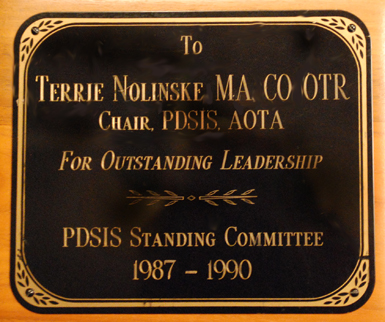 To
TERRIE NOLINSKE MA, CO OTR
CHAIR, PDSIS, AOTA
FOR OUTSTANDING LEADERSHIP
PDSIS STANDING COMMITTEE
1987 – 1990